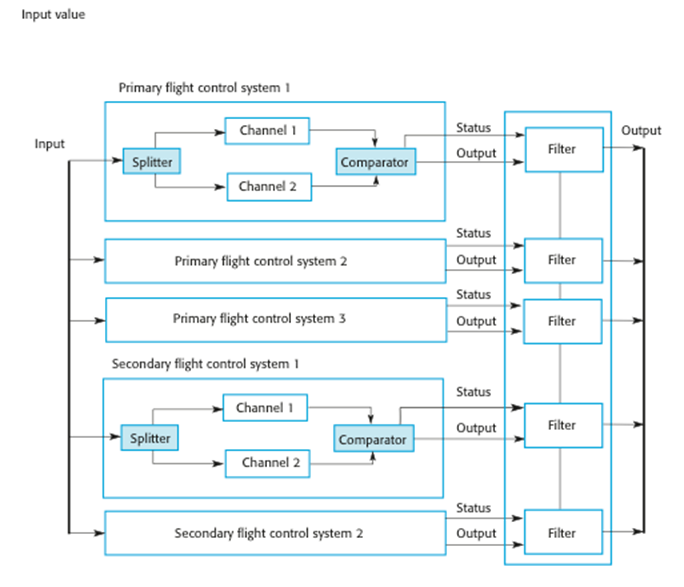 Input value
Primary flight control system 1
Input
Splitter
Channel 1
Channel 2
Comparator
Status
Output
Filter
Output
Primary flight control system 2
Status
Output
Filter
Primary flight control system 3
Status
Output
Filter
Secondary flight control system 1
Splitter
Channel 1
Channel 2
Comparator
Status
Output
Filter
Secondary flight control system 2
Status
Output
Filter